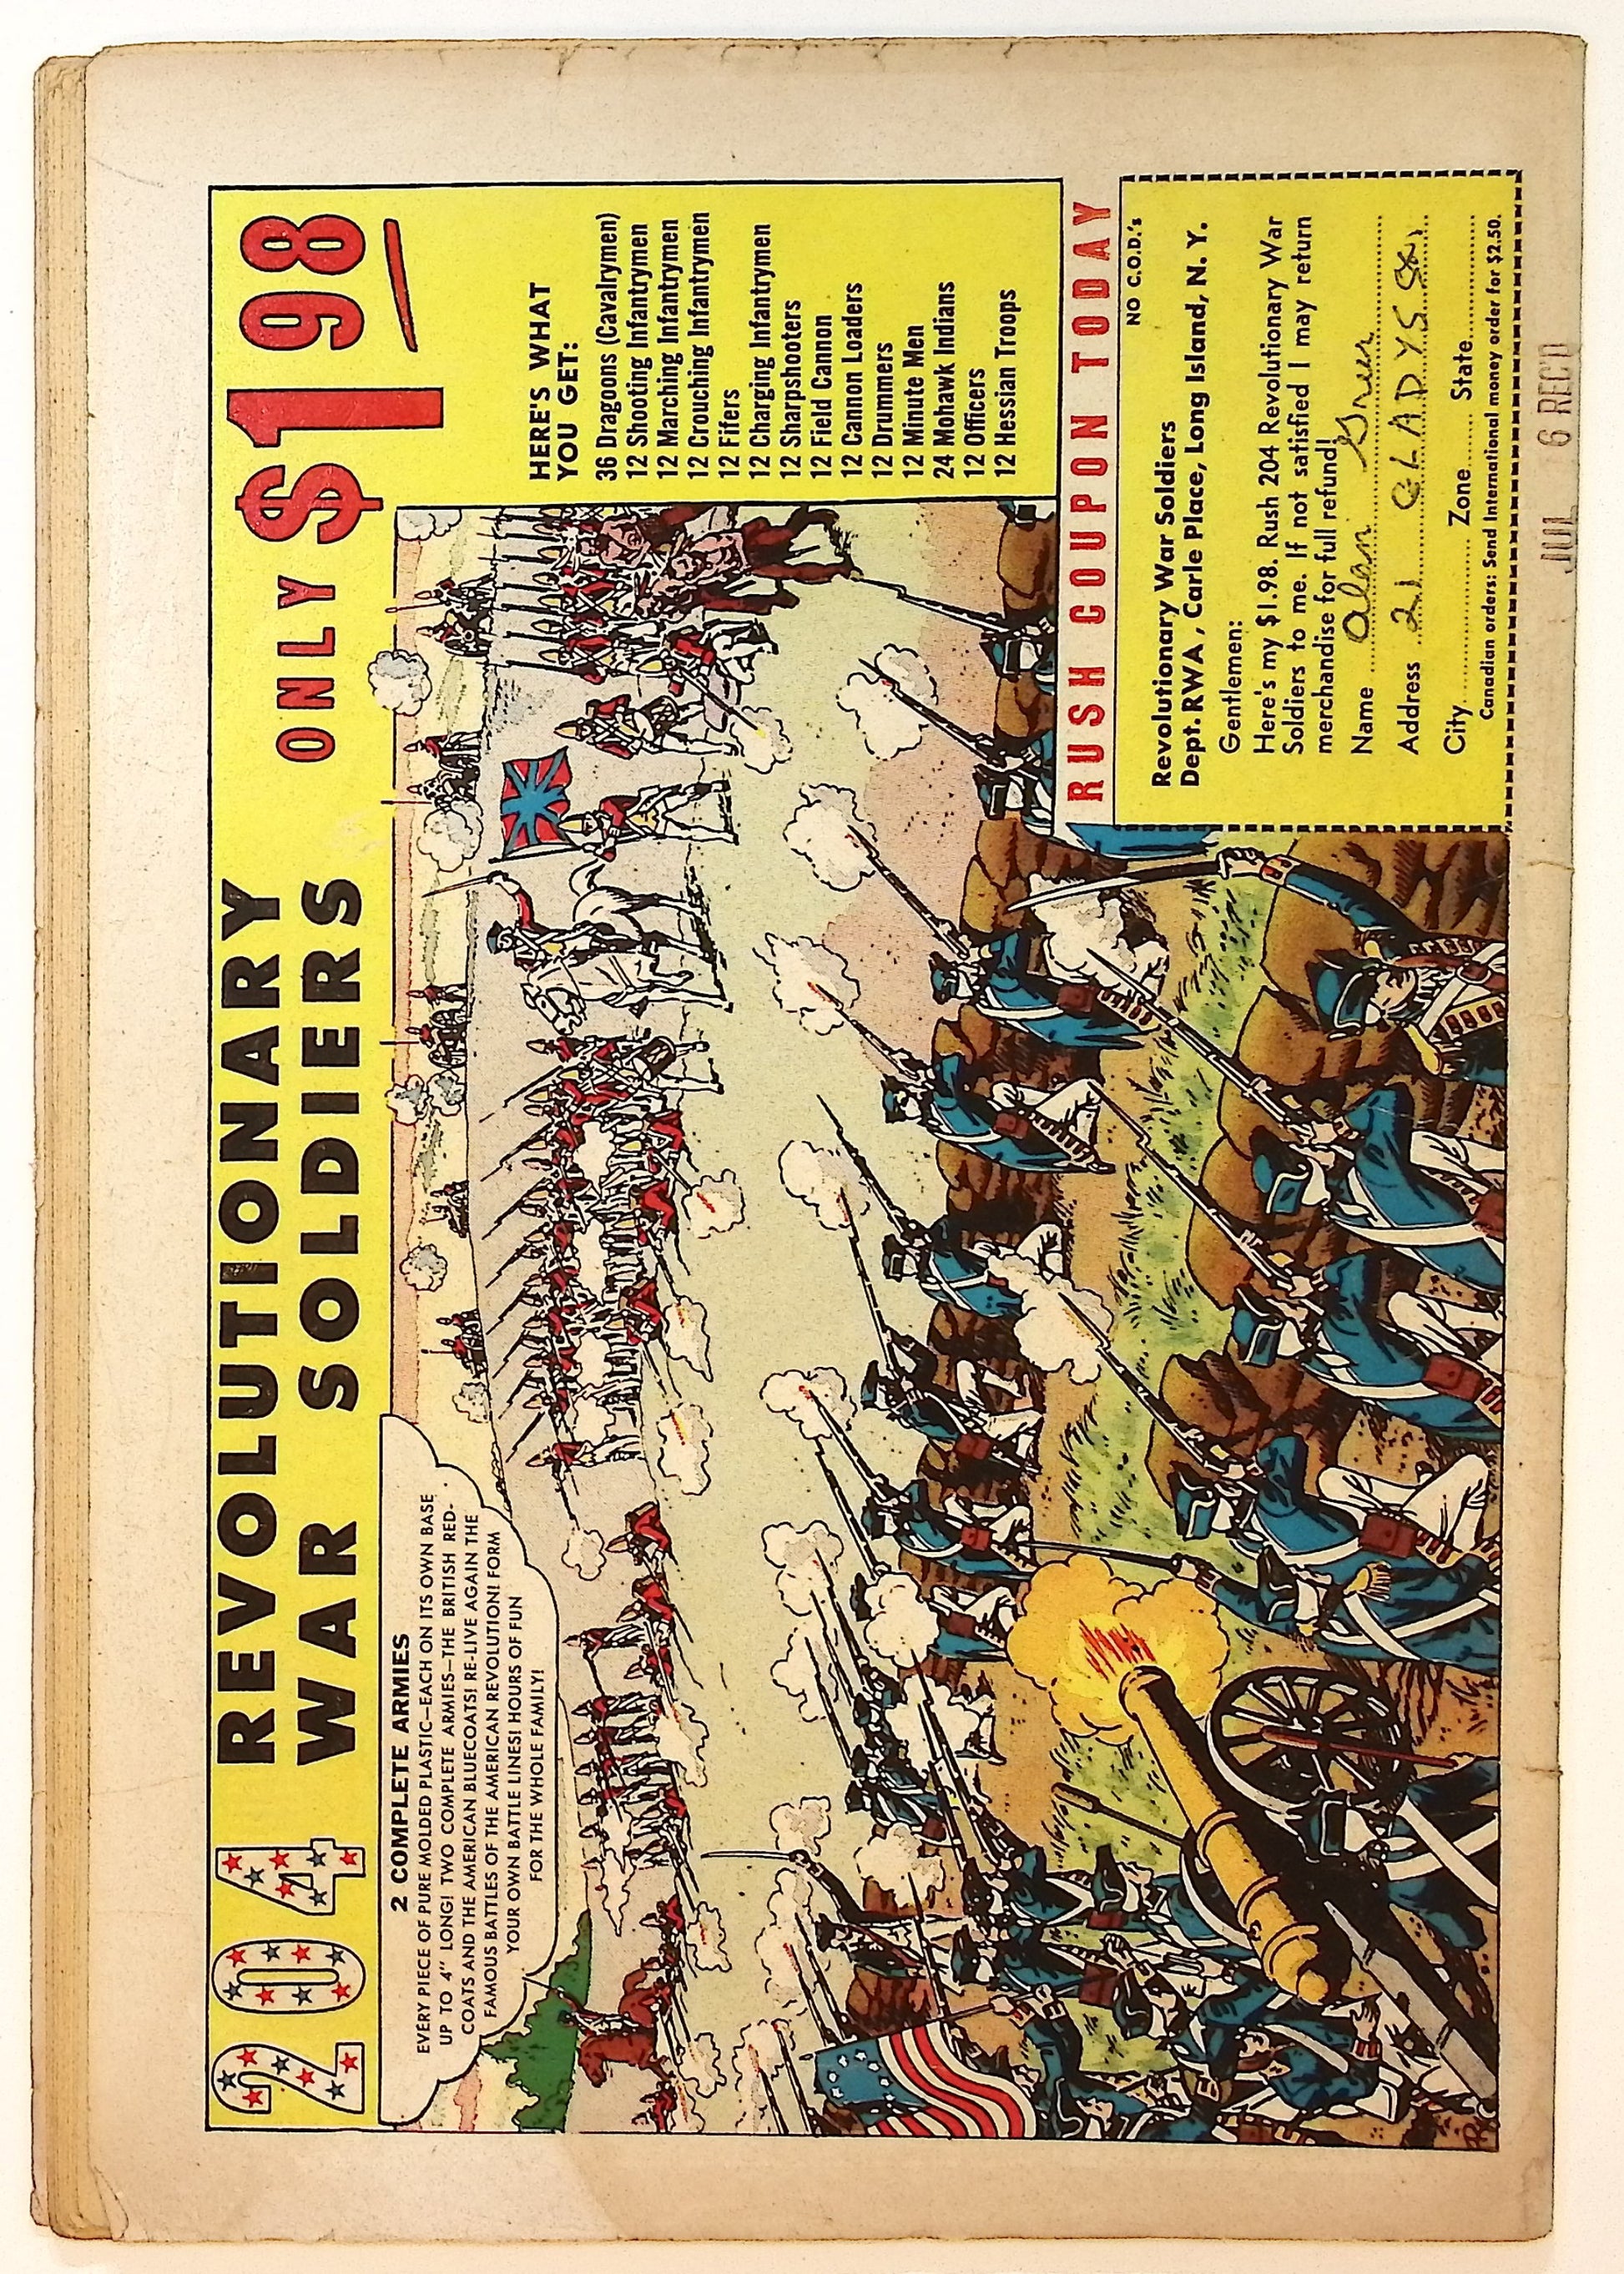 204 REVOLUTIONARY
WAR SOLDIERS
ONLY $198
2 COMPLETE ARMIES
EVERY PIECE OF PURE MOLDED PLASTIC—EACH ON ITS OWN BASE
UP TO 4" LONG! TWO COMPLETE ARMIES—THE BRITISH RED-
COATS AND THE AMERICAN BLUECOATS! RE-LIVE AGAIN THE
FAMOUS BATTLES OF THE AMERICAN REVOLUTION! FORM
YOUR OWN BATTLE LINES! HOURS OF FUN
FOR THE WHOLE FAMILY!
HERE'S WHAT
YOU GET:
36 Dragoons (Cavalrymen)
12 Shooting Infantrymen
12 Marching Infantrymen
12 Crouching Infantrymen
12 Fifers
12 Charging Infantrymen
12 Sharpshooters
12 Field Cannon
12 Cannon Loaders
12 Drummers
12 Minute Men
24 Mohawk Indians
12 Officers
12 Hessian Troops
RUSH COUPON TODAY
NO C.O.D.'s
Revolutionary War Soldiers
Dept. RWA, Carle Place, Long Island, N. Y.
Gentlemen:
Here's my $1.98. Rush 204 Revolutionary War
Soldiers to me. If not satisfied I may return
merchandise for full refund!
Name Alan Greer
Address 21 GLADYS
City Zone State
Canadian orders: Send International money order for $2.50.
JUL 6 REC'D